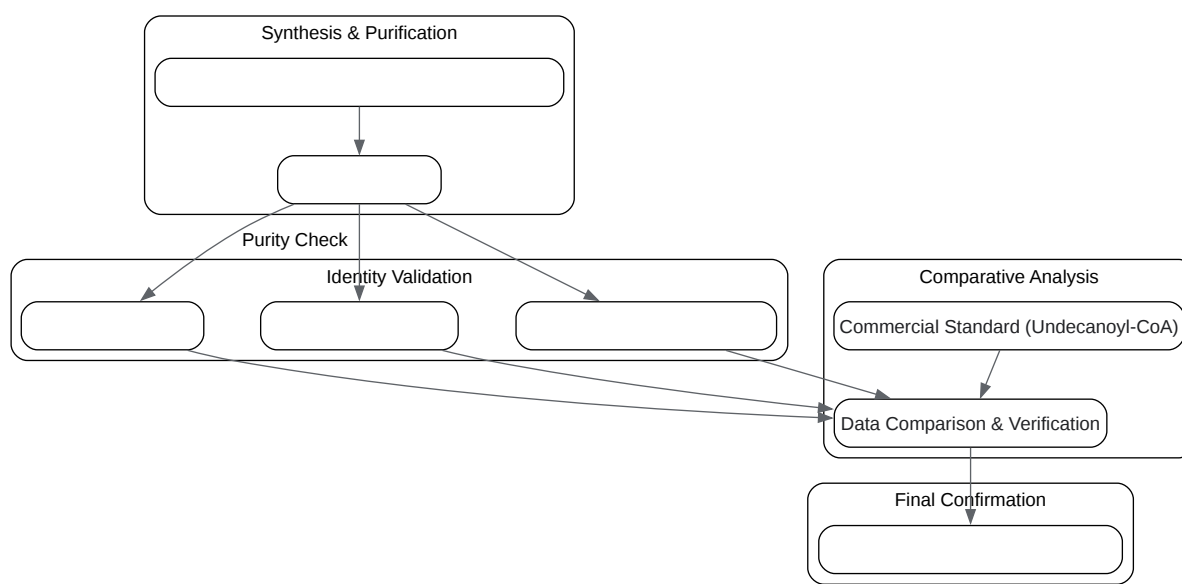 Synthesis & Purification
Purity Check
Identity Validation
Comparative Analysis
Commercial Standard (Undecanoyl-CoA)
Data Comparison & Verification
Final Confirmation